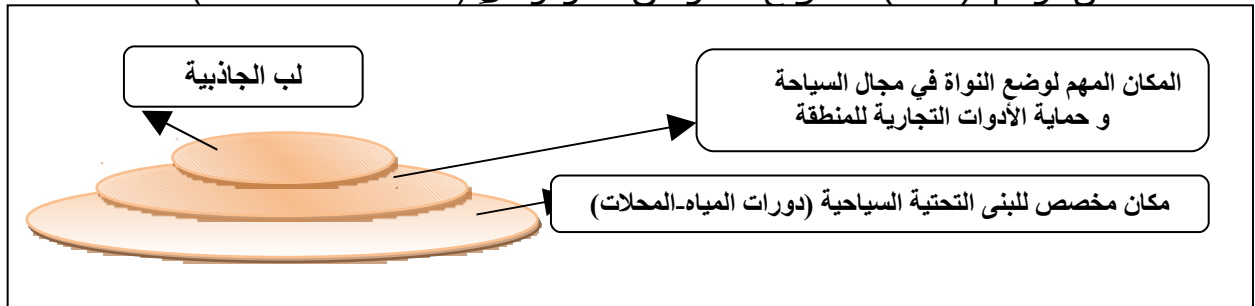 لب الجاذبية
المكان المهم لوضع النواة في مجال السياحة
و حماية الأدوات التجارية للمنطقة
مكان مخصص للبنى التحتية السياحية (دورات المياه-المحلات)